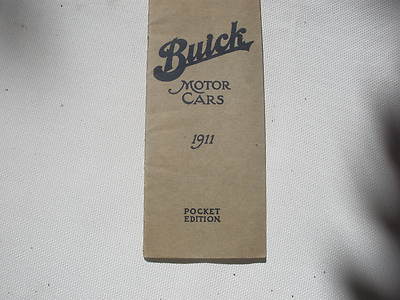 Buick
MOTOR
CARS
1911
POCKET
EDITION